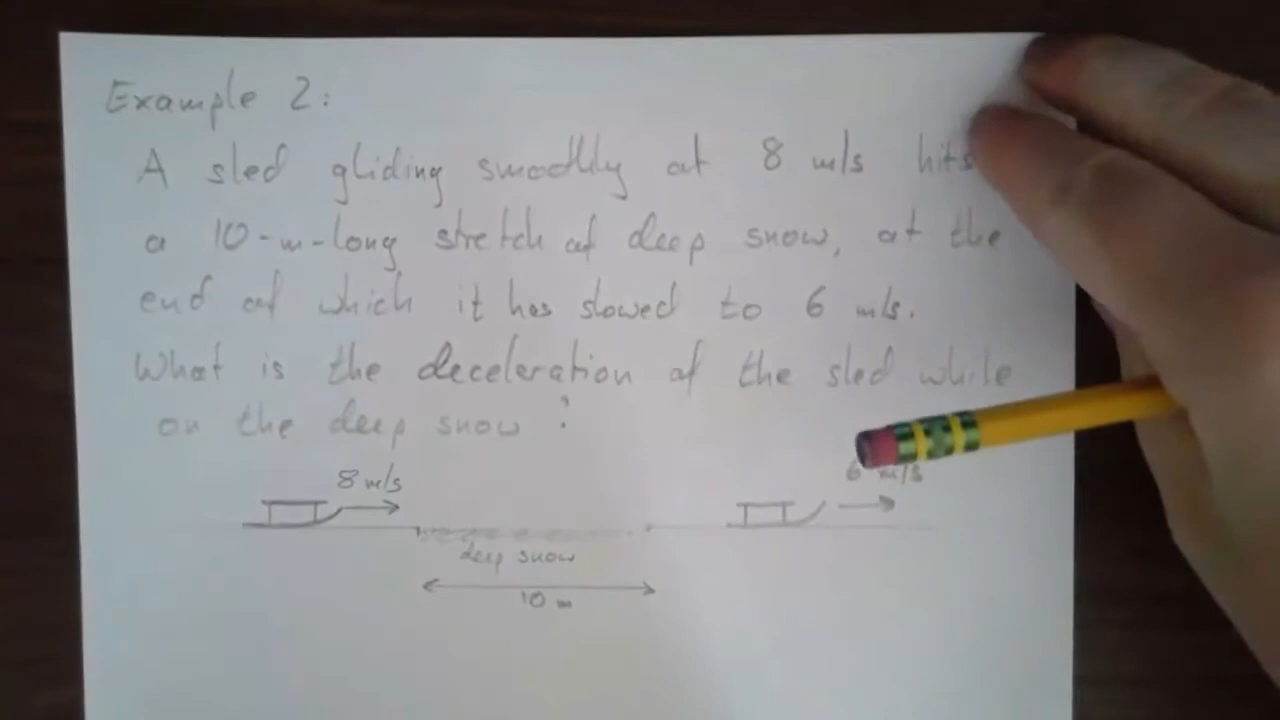 Example 2:
A sled gliding smoothly at 8 m/s hits
a 10-m-long stretch of deep snow, at the
end of which it has slowed to 6 m/s.
What is the deceleration of the sled while
on the deep snow?
8 m/s
6 m/s
deep snow
10 m